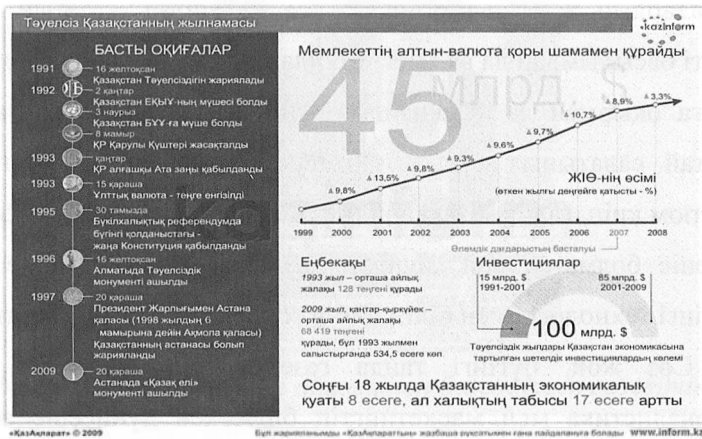 Тәуелсіз Қазақстанның жылнамасы
kazinform
БАСТЫ ОҚИҒАЛАР
1991
16 желтоқсан
Қазақстан Тәуелсіздігін жариялады
1992
2 қаңтар
Қазақстан ЕҚЫҰ-ның мүшесі болды
3 наурыз
Қазақстан БҰҰ-ға мүше болды
8 мамыр
ҚР Қарулы Күштері жасақталды
1993
қаңтар
ҚР алғашқы Ата заңы қабылданды
1993
15 қараша
Ұлттық валюта - теңге енгізілді
1995
30 тамызда
Бүкілхалықтық референдумда
бүгінгі қолданыстағы -
жаңа Конституция қабылданды
1996
16 желтоқсан
Алматыда Тәуелсіздік
монументі ашылды
1997
20 қараша
Президент Жарлығымен Астана
қаласы (1998 жылдың 6
мамырына дейін Ақмола қаласы)
Қазақстанның астанасы болып
жарияланды
2009
20 қараша
Астанада «Қазақ елі»
монументі ашылды
Мемлекеттің алтын-валюта қоры шамамен құрайды
45
$ млрд
9,8%
13,5%
9,8%
9,3%
9,6%
9,7%
10,7%
8,9%
3,3%
ЖІӨ-нің өсімі
(өткен жылғы деңгейге қатысты - %)
1999 2000 2001 2002 2003 2004 2005 2006 2007 2008
Әлемдік дағдарыстың басталуы
Еңбекақы
1993 жыл – орташа айлық
жалақы 128 теңгені құрады
2009 жыл, қаңтар-қыркүйек -
орташа айлық жалақы
68 419 теңгені
құрады, бұл 1993 жылмен
салыстырғанда 534,5 есеге көп
Инвестициялар
15 млрд. $
1991-2001
85 млрд. $
2001-2009
100 млрд. $
Тәуелсіздік жылдары Қазақстан экономикасына
тартылған шетелдік инвестициялардың көлемі
Соңғы 18 жылда Қазақстанның экономикалық
қуаты 8 есеге, ал халықтың табысы 17 есеге артты
«ҚазАқпарат» © 2009
Бұл жарияланымды «ҚазАқпараттың» жазбаша рұқсатымен ғана пайдалануға болады www.inform.kz